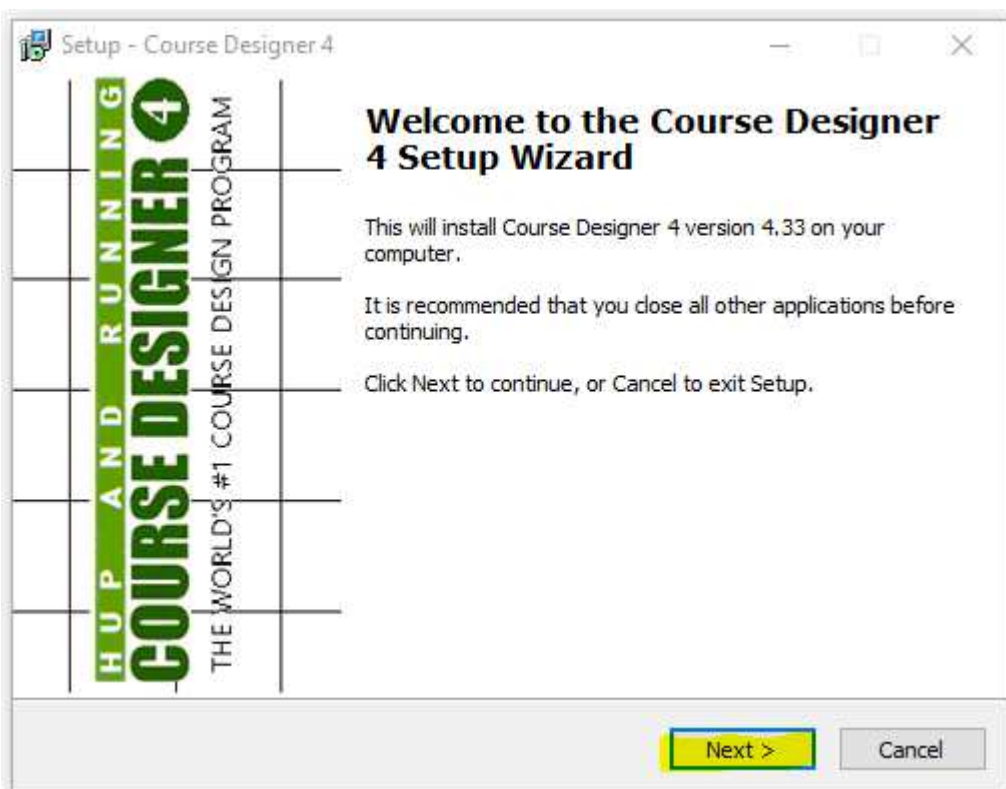 Setup - Course Designer 4
HUP AND RUNNING
COURSE DESIGNER 4
THE WORLD'S #1 COURSE DESIGN PROGRAM
Welcome to the Course Designer
4 Setup Wizard
This will install Course Designer 4 version 4.33 on your
computer.
It is recommended that you close all other applications before
continuing.
Click Next to continue, or Cancel to exit Setup.
Next >
Cancel